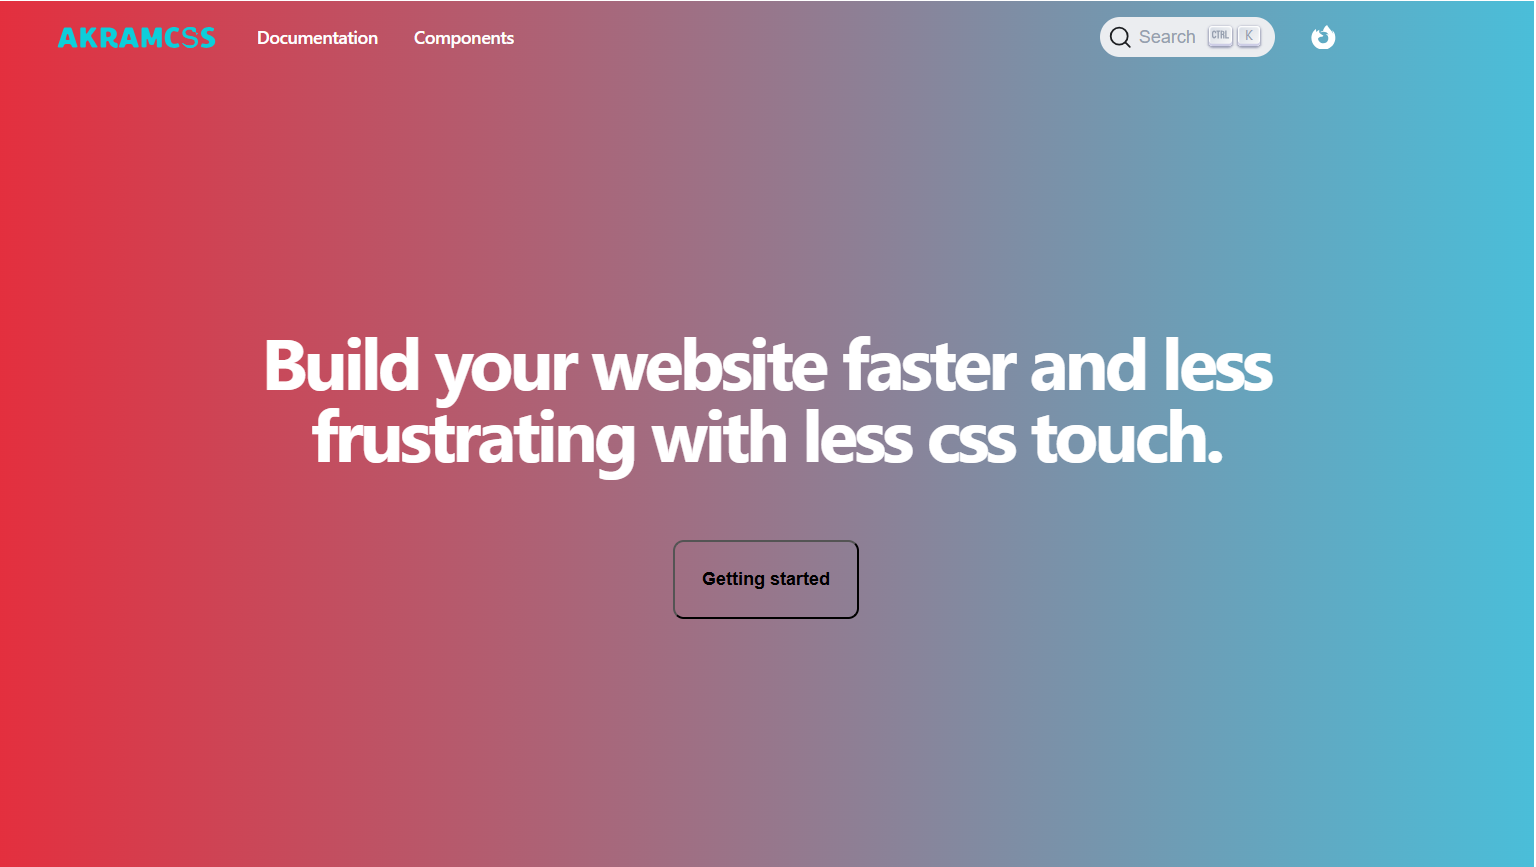 AKRAMCSS Documentation Components Search CTRL K
Build your website faster and less
frustrating with less css touch.
Getting started